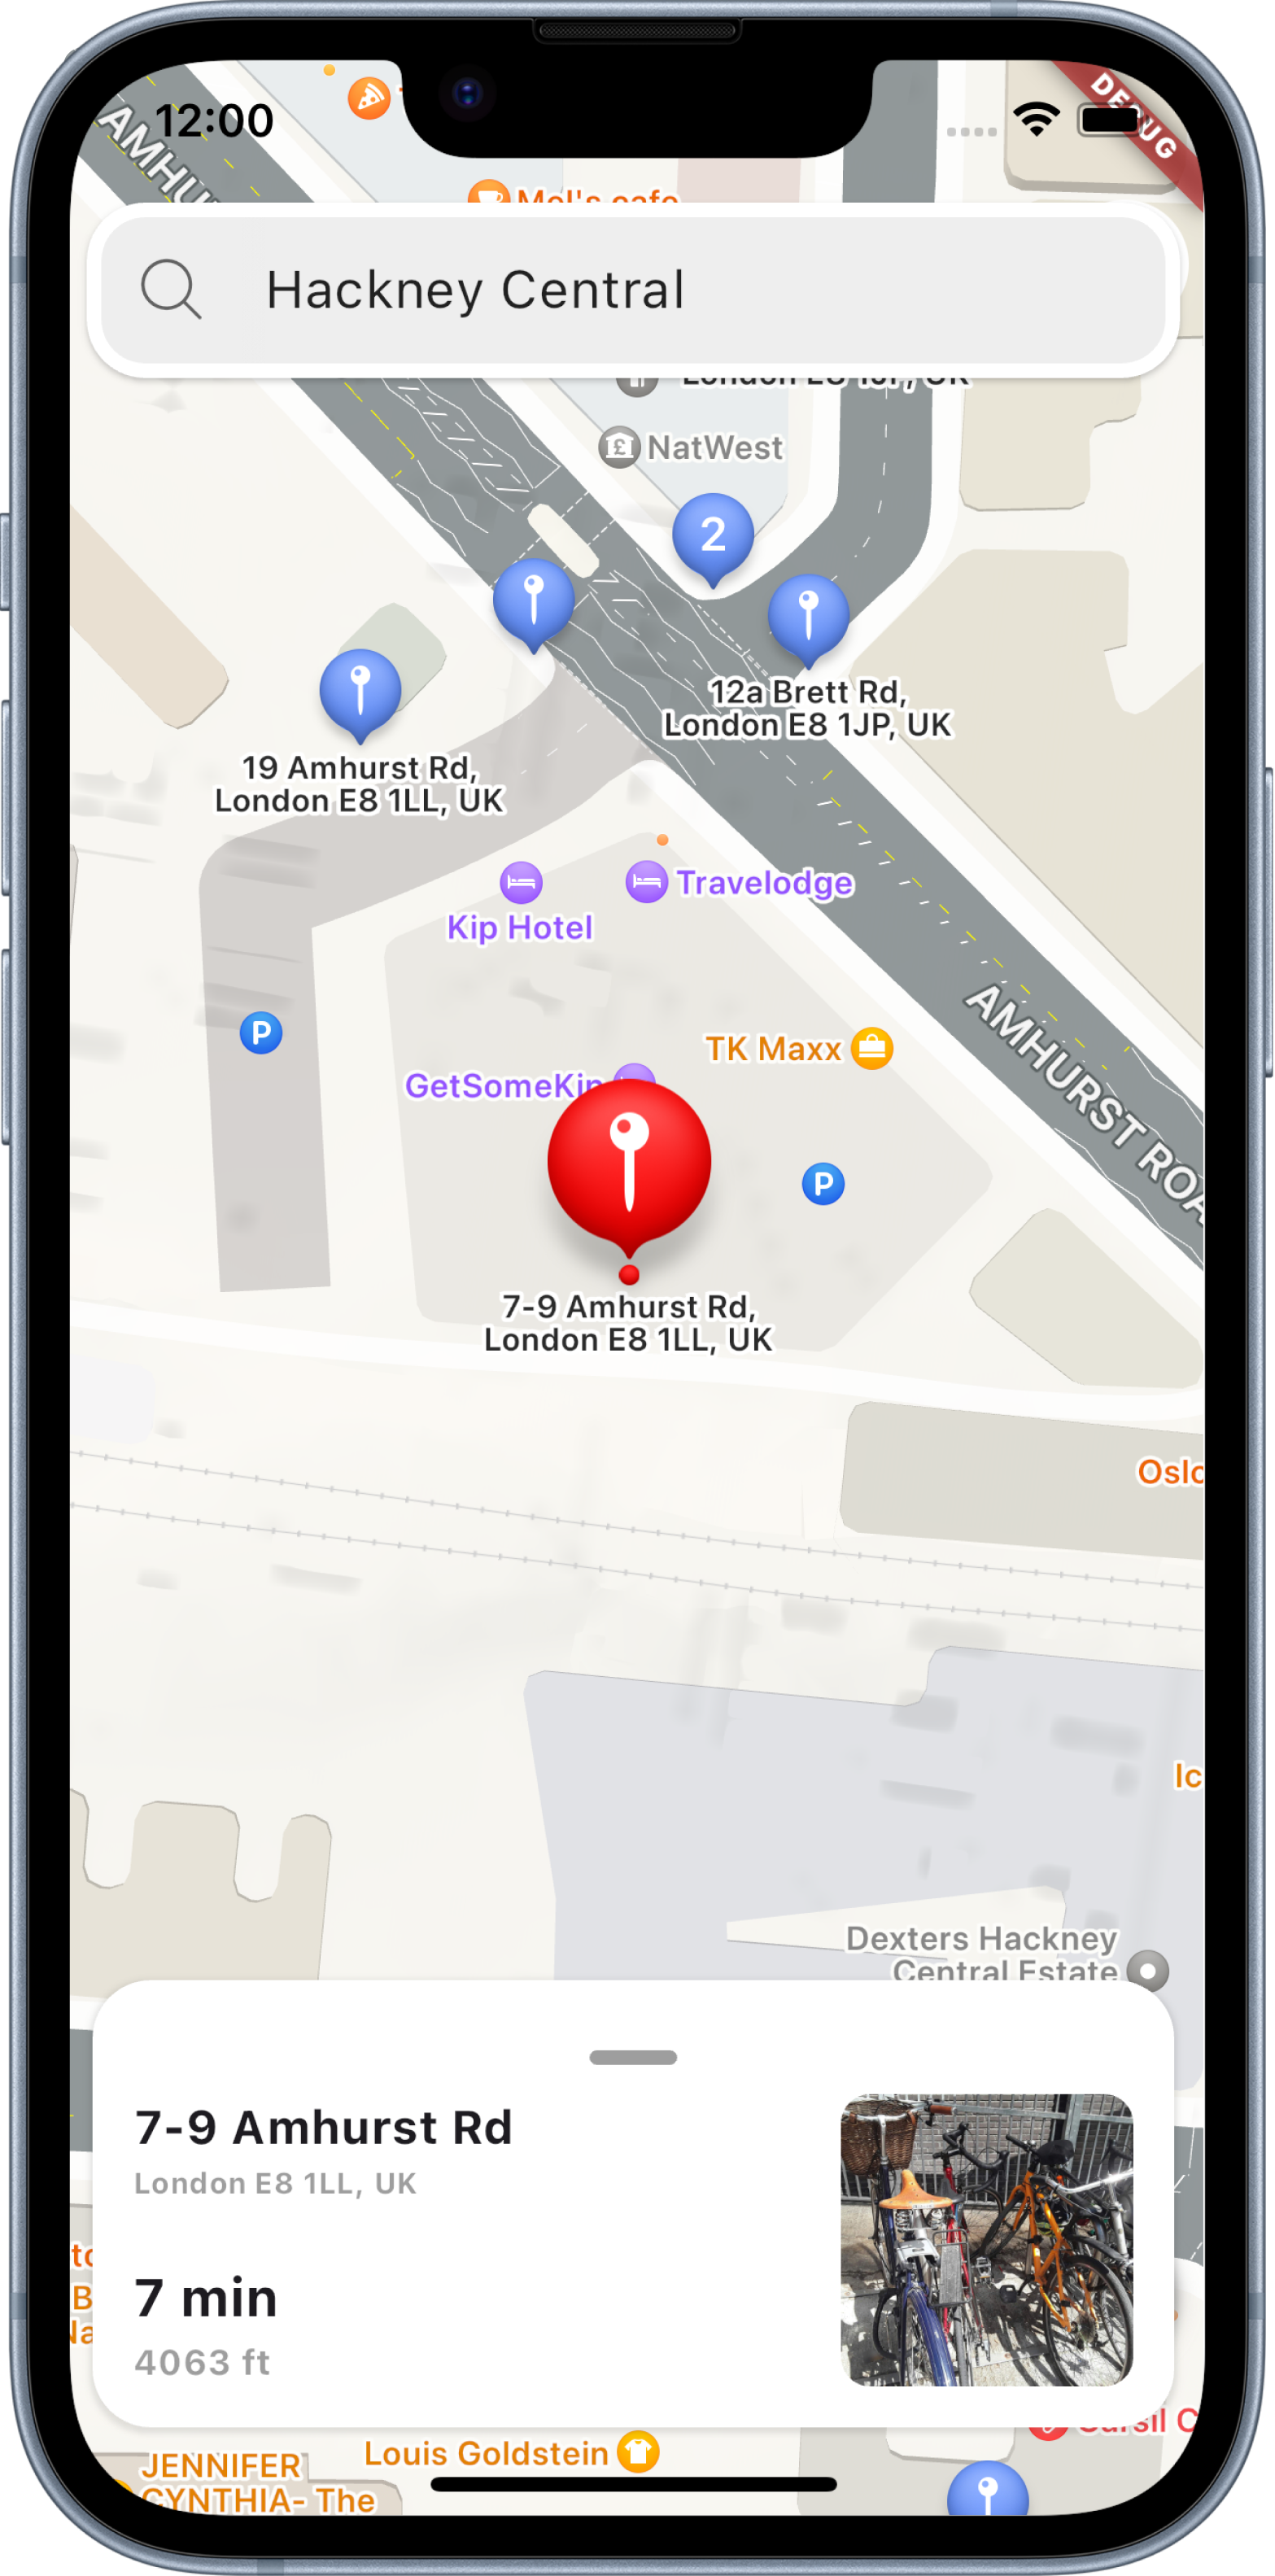 12:00
DEBUG
AMHU
Mel's cafe
Hackney Central
London E8 1JP, UK
NatWest
2
12a Brett Rd,
London E8 1JP, UK
19 Amhurst Rd,
London E8 1LL, UK
Travelodge
Kip Hotel
P
TK Maxx
AMHURST ROA
GetSomeKip
P
7-9 Amhurst Rd,
London E8 1LL, UK
Oslo
Ic
Dexters Hackney
Central Estate
7-9 Amhurst Rd
London E8 1LL, UK
7 min
4063 ft
Louis Goldstein
JENNIFER
CYNTHIA- The